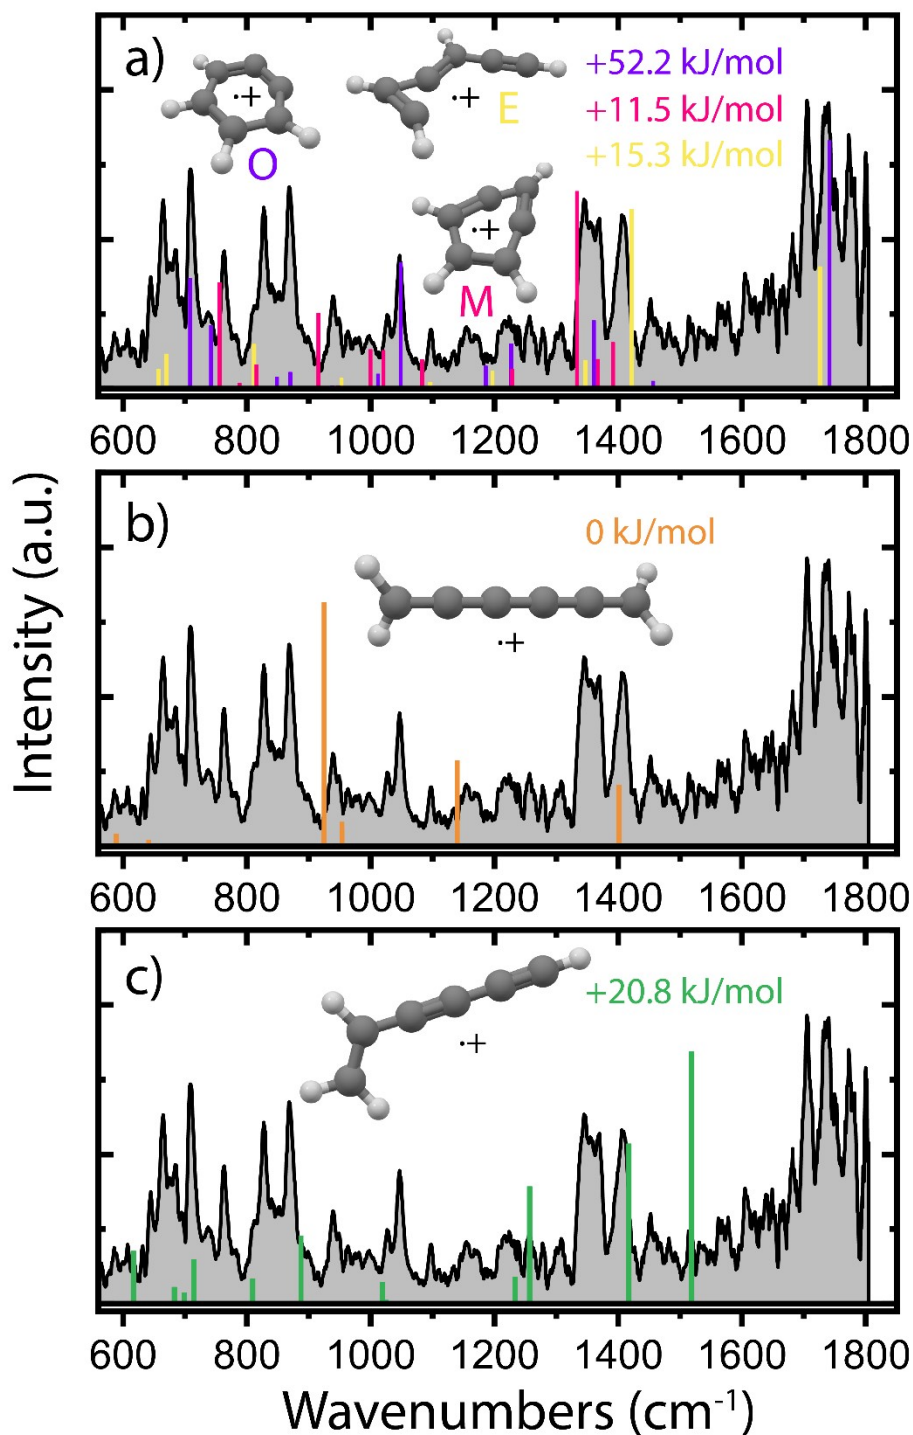 a)
+52.2 kJ/mol
+11.5 kJ/mol
+15.3 kJ/mol
·+
·+
E
O
·+
M
600 800 1000 1200 1400 1600 1800
b)
0 kJ/mol
·+
Intensity (a.u.)
600 800 1000 1200 1400 1600 1800
c)
+20.8 kJ/mol
·+
600 800 1000 1200 1400 1600 1800
Wavenumbers (cm⁻¹)